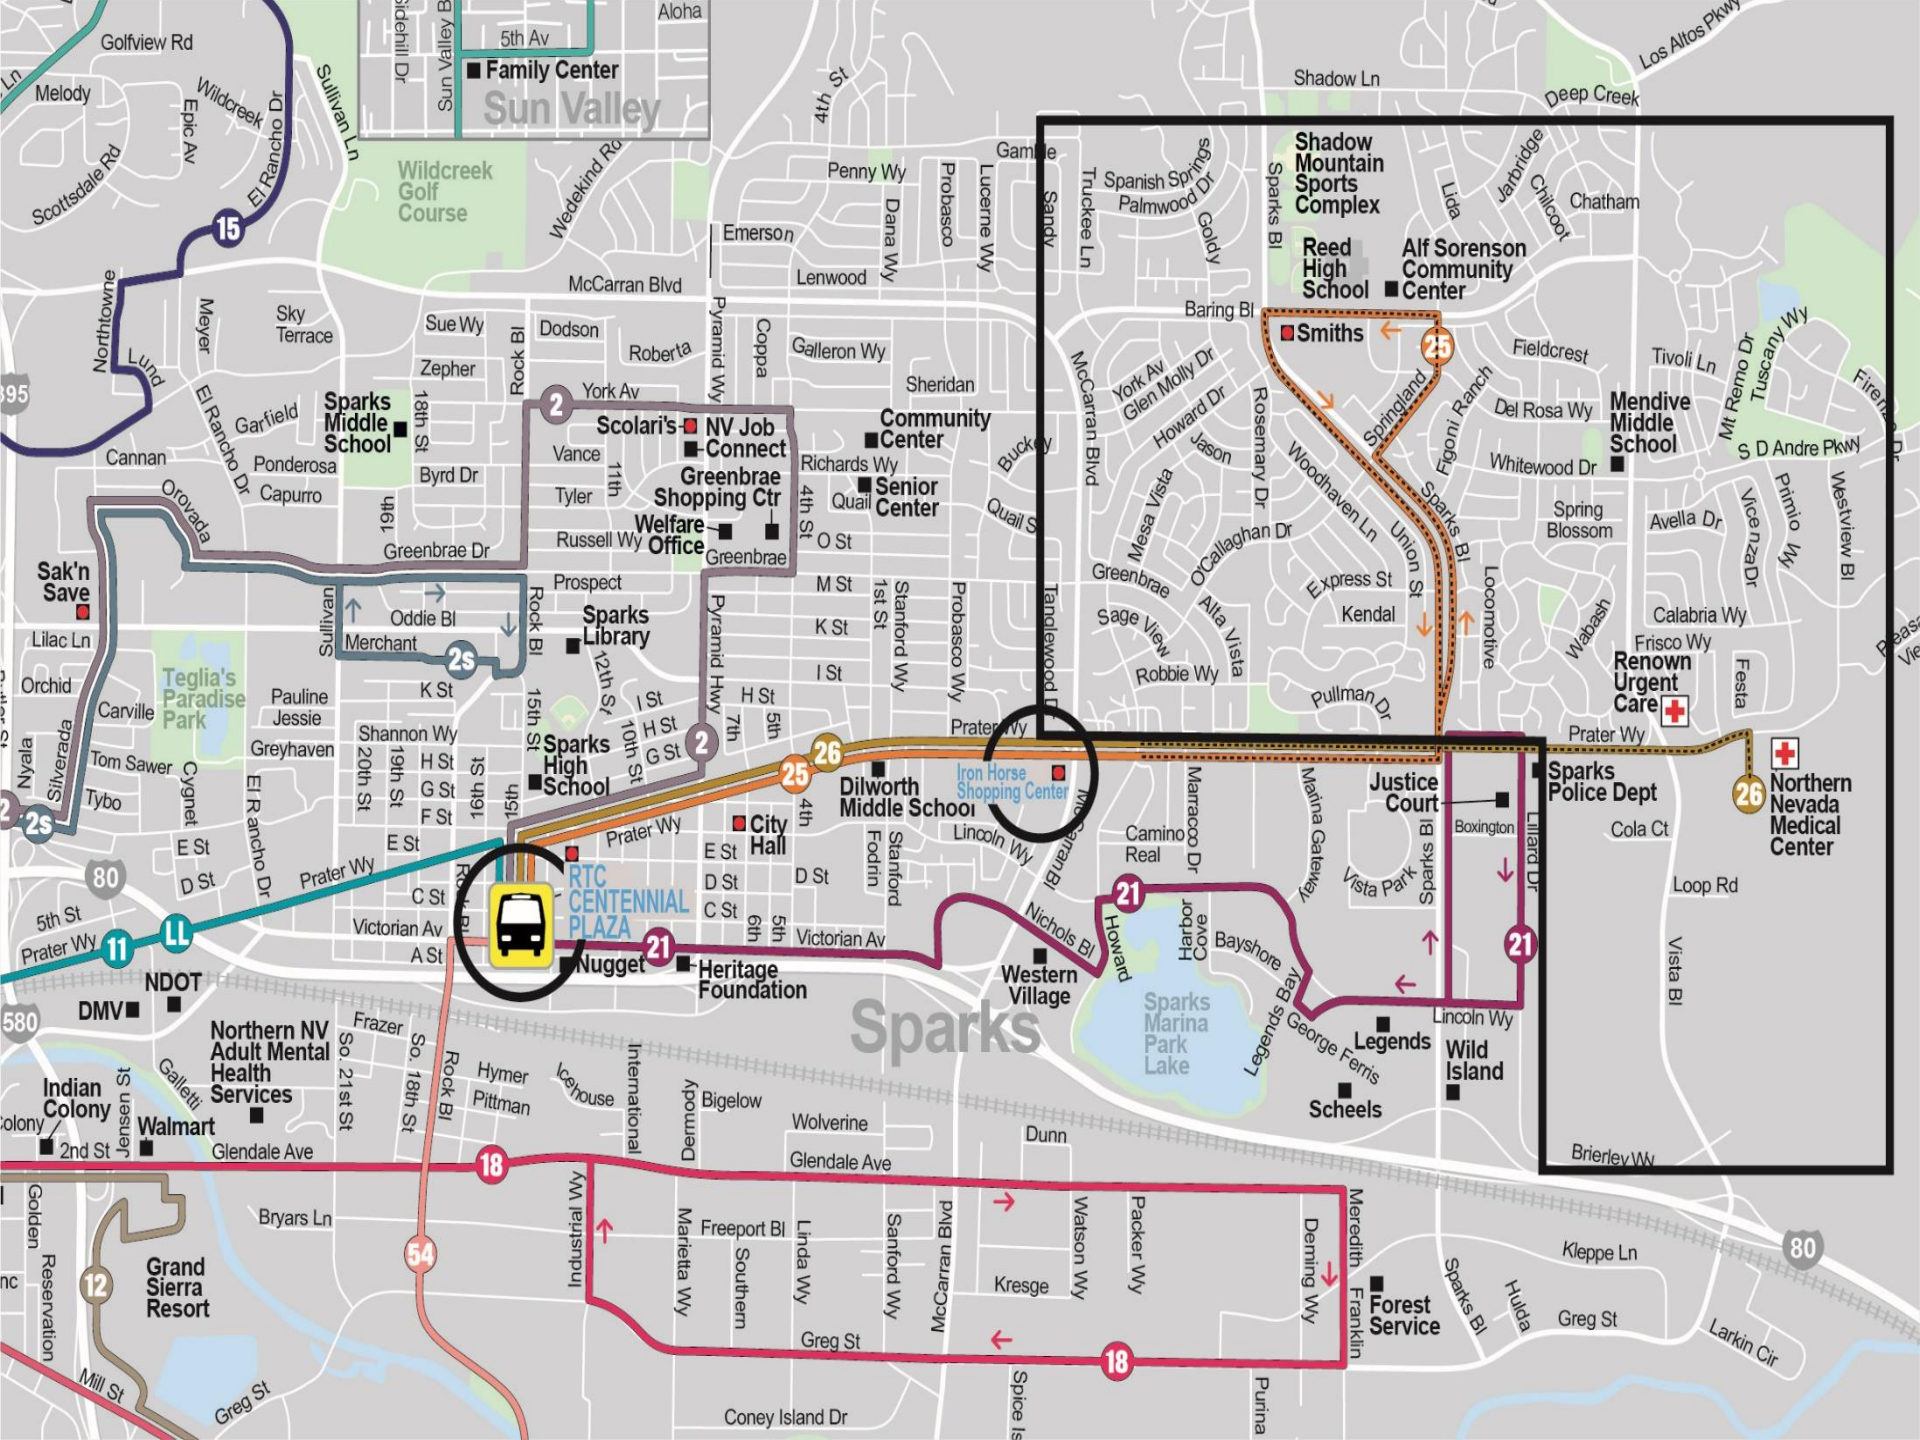 Golfview Rd
Melody
Ln
Wildcreek
Epic Av
El Rancho Dr
Scottsdale Rd
15
Sullivan Ln
5th Av
Aloha
Family Center
Sun Valley
Wildcreek
Golf
Course
Wedekind Rd
4th St
Penny Wy
Probasco
Lucerne Wy
Dana Wy
Emerson
Lenwood
McCarran Blvd
Gamble
Sandy
Truckee Ln
Spanish Springs
Palmwood Dr
Goldy
Shadow Ln
Deep Creek
Los Altos Pkwy
Sparks Bl
Shadow
Mountain
Sports
Complex
Reed
High
School
Alf Sorenson
Community
Center
Lida
Jarbridge
Chilcoot
Chatham
Baring Bl
Smiths
25
Fieldcrest
Tivoli Ln
Mt Remo Dr
Tuscany Wy
Northtowne
Lund
Meyer
Sky
Terrace
Sue Wy
Zepher
Rock Bl
Dodson
Roberta
Pyramid Wy
Coppa
Galleron Wy
Sheridan
2
York Av
Scolari's
NV Job
Connect
Community
Center
Sparks
Middle
School
18th St
Garfield
El Rancho Dr
Cannan
Ponderosa
Capurro
Byrd Dr
16th
Vance
11th
Tyler
Greenbrae
Shopping Ctr
Richards Wy
Quail
Senior
Center
4th St
Welfare
Office
Greenbrae
O St
Russell Wy
Orovada
Greenbrae Dr
Prospect
McCarran Blvd
York Av
Glen Molly Dr
Howard Dr
Jason
Rosemary Dr
Mesa Vista
O'Callaghan Dr
Woodhaven Ln
Union St
Springland
Figoni Ranch
Sparks Bl
Del Rosa Wy
Whitewood Dr
Mendive
Middle
School
S D Andre Pkwy
Spring
Blossom
Avella Dr
Vicenza Dr
Primio Wy
Westview Bl
Sak'n
Save
Lilac Ln
Orchid
Sullivan
Oddie Bl
Merchant
2s
Rock Bl
Sparks
Library
12th St
Pyramid Hwy
M St
K St
I St
1st St
Stanford Wy
Probasco Wy
Tanglewood Dr
Greenbrae
Sage View
Alta Vista
Robbie Wy
Express St
Kendal
Pullman Dr
Locomotive
Wabash
Calabria Wy
Frisco Wy
Festa
Renown
Urgent
Care
Teglia's
Paradise
Park
Pauline
Jessie
Greyhaven
Carville
Tom Sawer
Nyala
Silverada
Tybo
Cygnet
El Rancho Dr
K St
Shannon Wy
20th St
19th St
H St
G St
F St
E St
16th St
15th St
15th
Sparks
High
School
I St
H St
G St
10th St
H St
7th
5th
2
2
2s
25
26
Prater Wy
Dilworth
Middle School
Iron Horse
Shopping Center
McCarran Bl
Prater Wy
City
Hall
4th
E St
D St
C St
6th
5th
D St
Fodrin
Stanford
Lincoln Wy
Camino
Real
Marracco Dr
Marina Gateway
Vista Park
Justice
Court
Boxington
Sparks Bl
Lillard Dr
Sparks
Police Dept
Prater Wy
26
Northern
Nevada
Medical
Center
Cola Ct
Loop Rd
Vista Bl
E St
D St
80
5th St
Prater Wy
11
LL
Prater Wy
C St
Victorian Av
A St
RTC
CENTENNIAL
PLAZA
Nugget
21
Heritage
Foundation
Victorian Av
Nichols Bl
Howard
21
Harbor
Cove
Bayshore
Legends Bay
Western
Village
Sparks
Sparks
Marina
Park
Lake
George Ferris
Legends
Scheels
Wild
Island
Lincoln Wy
21
Brierley Wy
580
DMV
NDOT
Northern NV
Adult Mental
Health
Services
Frazer
So. 21st St
So. 18th St
Rock Bl
Hymer
Pittman
Icehouse
International
Dermody
Bigelow
Wolverine
Dunn
Indian
Colony
Jensen St
Galletti
Walmart
2nd St
Glendale Ave
18
Glendale Ave
Golden
Reservation
Bryars Ln
12
Grand
Sierra
Resort
54
Industrial Wy
Marietta Wy
Freeport Bl
Southern
Linda Wy
Sanford Wy
McCarran Blvd
Kresge
Watson Wy
Packer Wy
Deming Wy
Meredith
Franklin
Forest
Service
Sparks Bl
Hulda
Kleppe Ln
Greg St
Larkin Cir
80
Mill St
Greg St
Greg St
18
Coney Island Dr
Purina